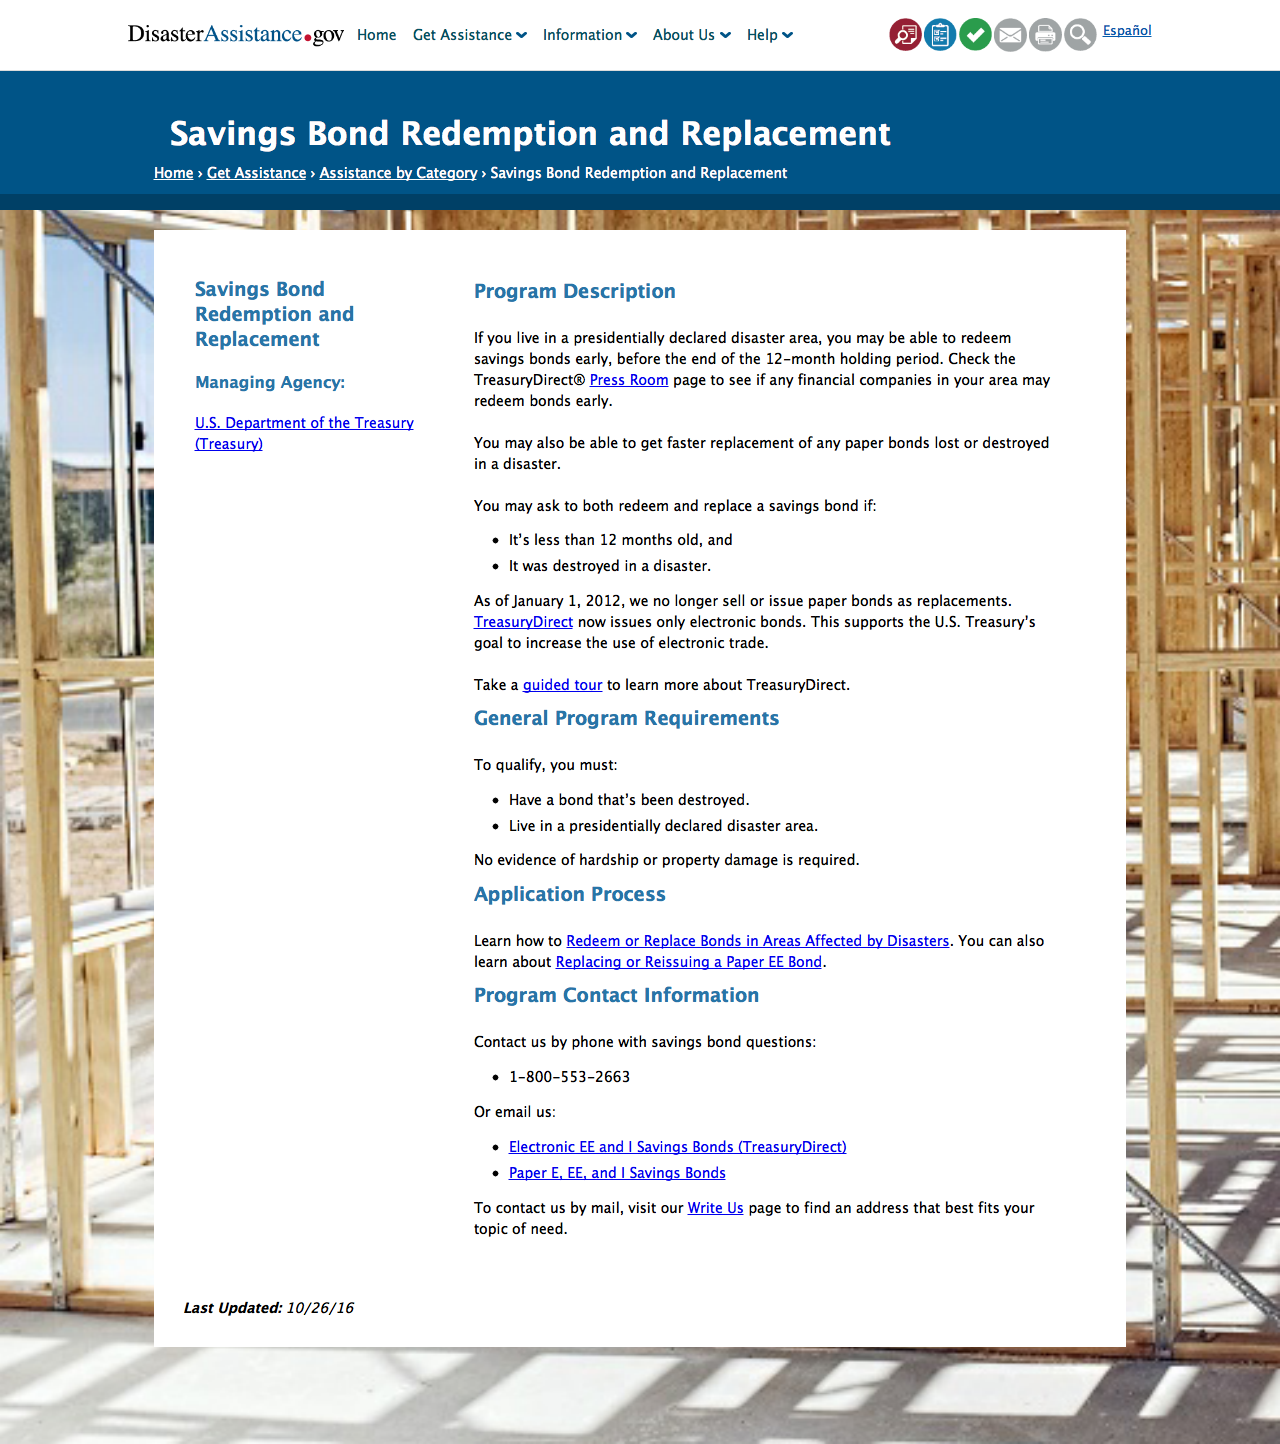 DisasterAssistance.gov Home Get Assistance Information About Us Help Español
Savings Bond Redemption and Replacement
Home › Get Assistance › Assistance by Category › Savings Bond Redemption and Replacement
Savings Bond
Redemption and
Replacement
Managing Agency:
U.S. Department of the Treasury
(Treasury)
Program Description
If you live in a presidentially declared disaster area, you may be able to redeem
savings bonds early, before the end of the 12-month holding period. Check the
TreasuryDirect® Press Room page to see if any financial companies in your area may
redeem bonds early.
You may also be able to get faster replacement of any paper bonds lost or destroyed
in a disaster.
You may ask to both redeem and replace a savings bond if:
• It’s less than 12 months old, and
• It was destroyed in a disaster.
As of January 1, 2012, we no longer sell or issue paper bonds as replacements.
TreasuryDirect now issues only electronic bonds. This supports the U.S. Treasury’s
goal to increase the use of electronic trade.
Take a guided tour to learn more about TreasuryDirect.
General Program Requirements
To qualify, you must:
• Have a bond that’s been destroyed.
• Live in a presidentially declared disaster area.
No evidence of hardship or property damage is required.
Application Process
Learn how to Redeem or Replace Bonds in Areas Affected by Disasters. You can also
learn about Replacing or Reissuing a Paper EE Bond.
Program Contact Information
Contact us by phone with savings bond questions:
• 1-800-553-2663
Or email us:
• Electronic EE and I Savings Bonds (TreasuryDirect)
• Paper E, EE, and I Savings Bonds
To contact us by mail, visit our Write Us page to find an address that best fits your
topic of need.
Last Updated: 10/26/16